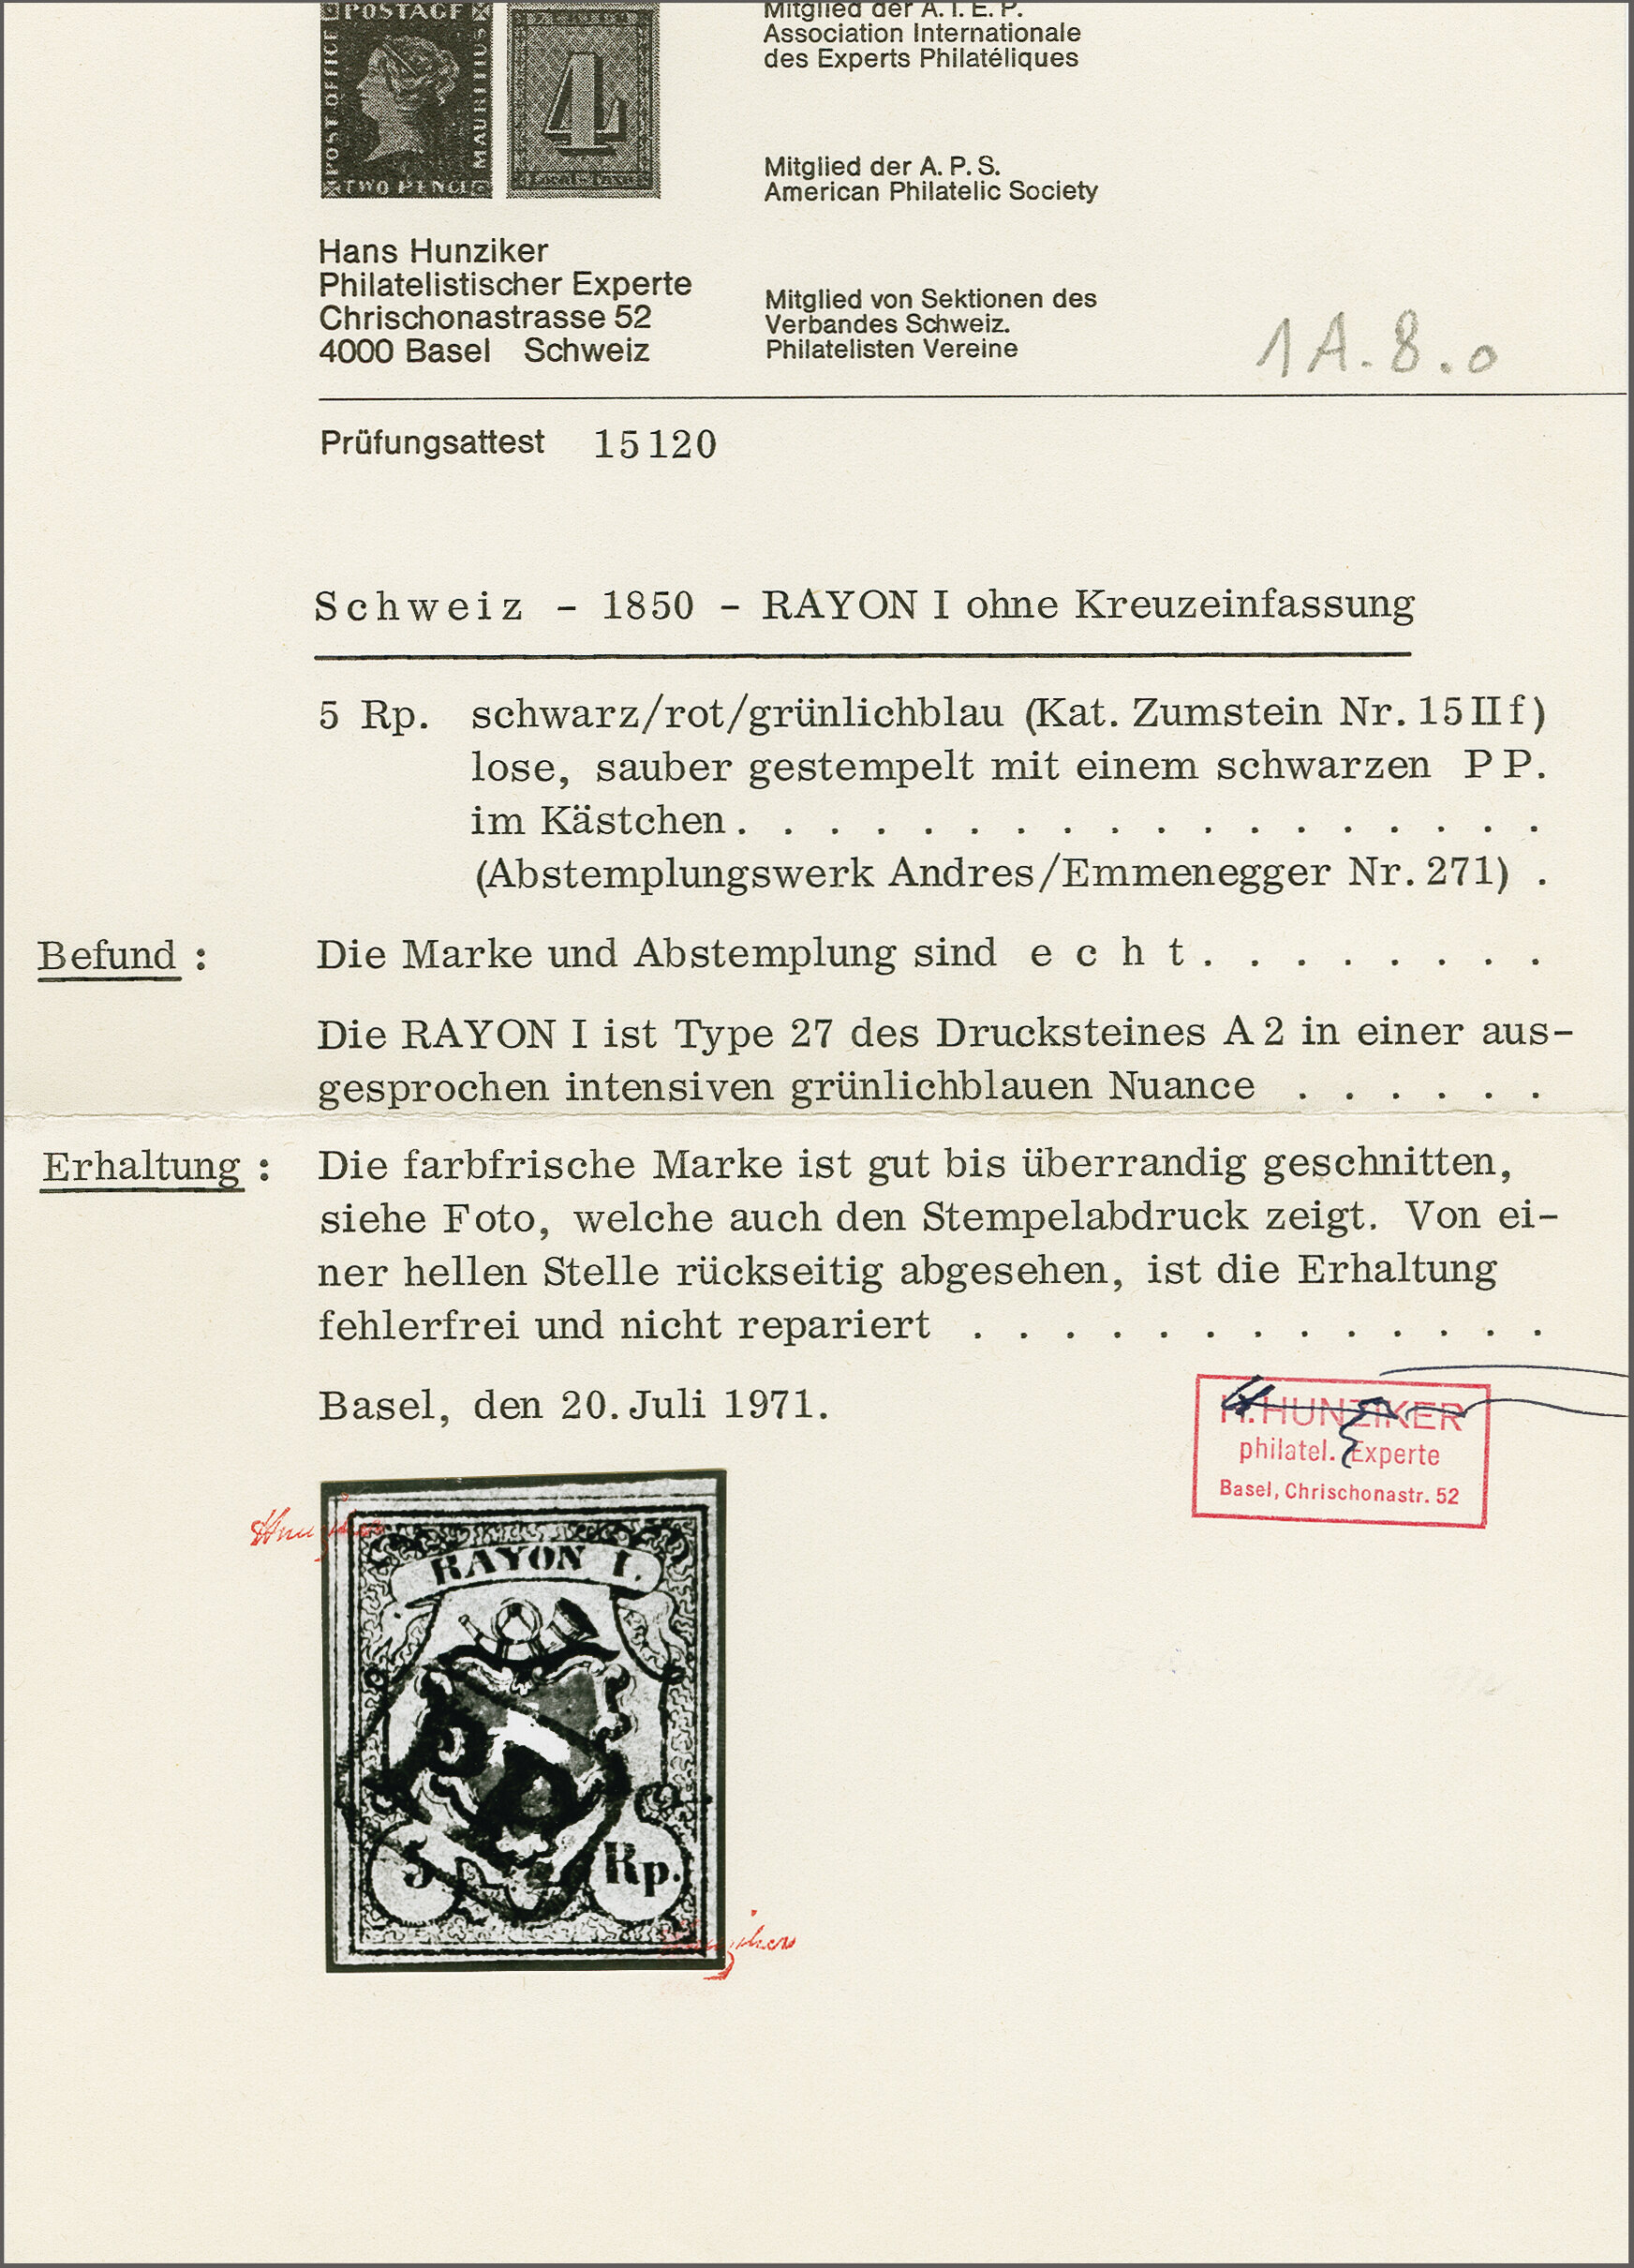 POSTAGE
POST OFFICE
MAURITIUS
TWO PENCE
4
Mitglied der A. I. E. P.
Association Internationale
des Experts Philatéliques
Mitglied der A. P. S.
American Philatelic Society
Hans Hunziker
Philatelistischer Experte
Chrischonastrasse 52
4000 Basel Schweiz
Mitglied von Sektionen des
Verbandes Schweiz.
Philatelisten Vereine
1A.8.0
Prüfungsattest 15120
Schweiz - 1850 - RAYON I ohne Kreuzeinfassung
5 Rp. schwarz/rot/grünlichblau (Kat. Zumstein Nr. 15 II f)
lose, sauber gestempelt mit einem schwarzen P P.
im Kästchen . . . . . . . . . . . . . . . . . .
(Abstemplungswerk Andres/Emmenegger Nr. 271) .
Befund : Die Marke und Abstemplung sind e c h t . . . . . . . .
Die RAYON I ist Type 27 des Drucksteines A 2 in einer aus-
gesprochen intensiven grünlichblauen Nuance . . . . . .
Erhaltung : Die farbfrische Marke ist gut bis überrandig geschnitten,
siehe Foto, welche auch den Stempelabdruck zeigt. Von ei-
ner hellen Stelle rückseitig abgesehen, ist die Erhaltung
fehlerfrei und nicht repariert . . . . . . . . . . . . .
Basel, den 20. Juli 1971.
H. HUNZIKER
philatel. Experte
Basel, Chrischonastr. 52
RAYON I.
PP
5 Rp.